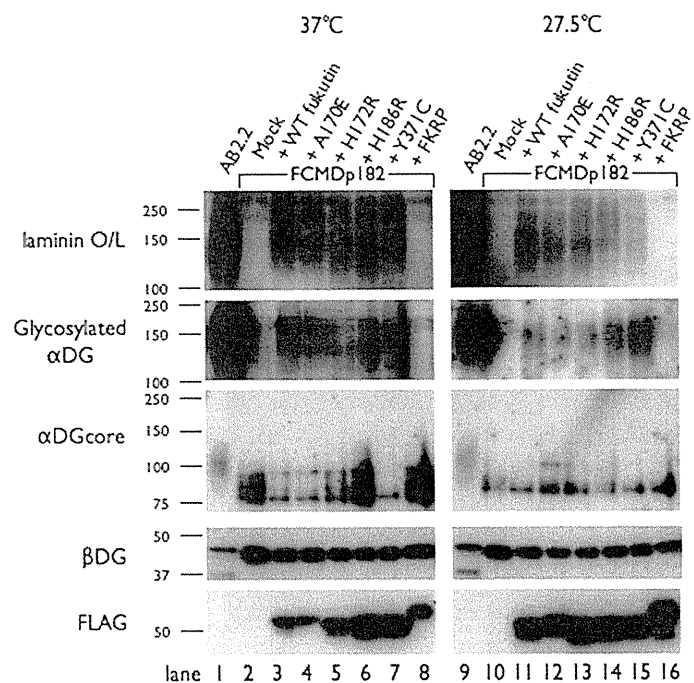 37°C 27.5°C
AB2.2 Mock + WT fukutin + A170E + H172R + H186R + Y371C + FKRP AB2.2 Mock + WT fukutin + A170E + H172R + H186R + Y371C + FKRP
FCMDp182 FCMDp182
250
laminin O/L 150
100
250
Glycosylated 150
αDG
100
250
αDGcore 150
100
75
50
βDG
37
FLAG
50
lane 1 2 3 4 5 6 7 8 9 10 11 12 13 14 15 16